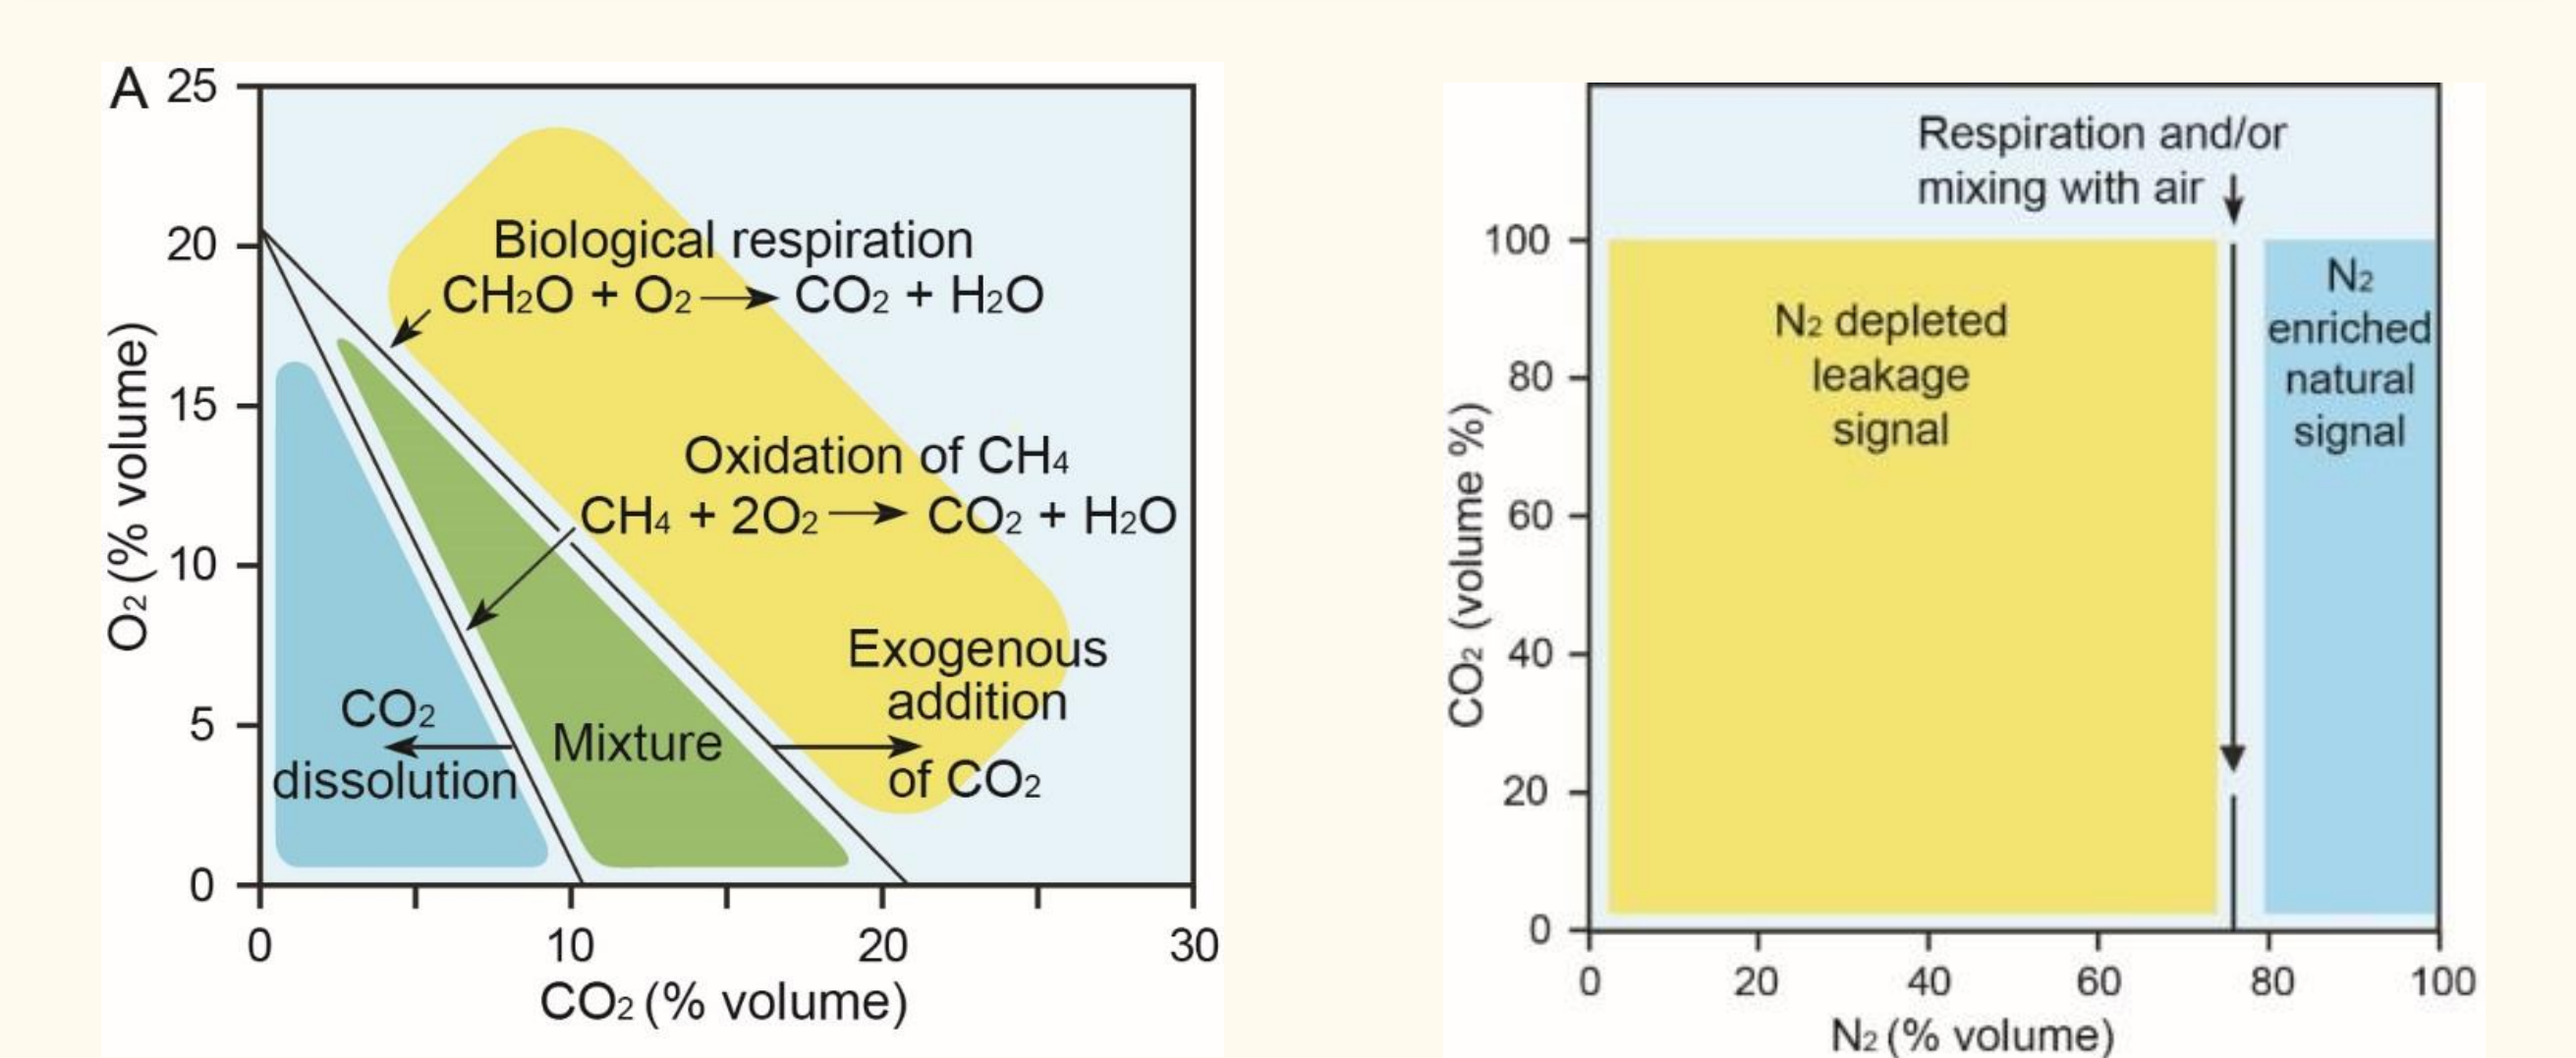 A
25
20
15
10
5
0
O₂ (% volume)
Biological respiration
CH₂O + O₂ → CO₂ + H₂O
Oxidation of CH₄
CH₄ + 2O₂ → CO₂ + H₂O
Exogenous
addition
of CO₂
CO₂
dissolution
Mixture
0 10 20 30
CO₂ (% volume)
Respiration and/or
mixing with air
100
80
60
40
20
0
CO₂ (volume %)
N₂ depleted
leakage
signal
N₂
enriched
natural
signal
0 20 40 60 80 100
N₂ (% volume)